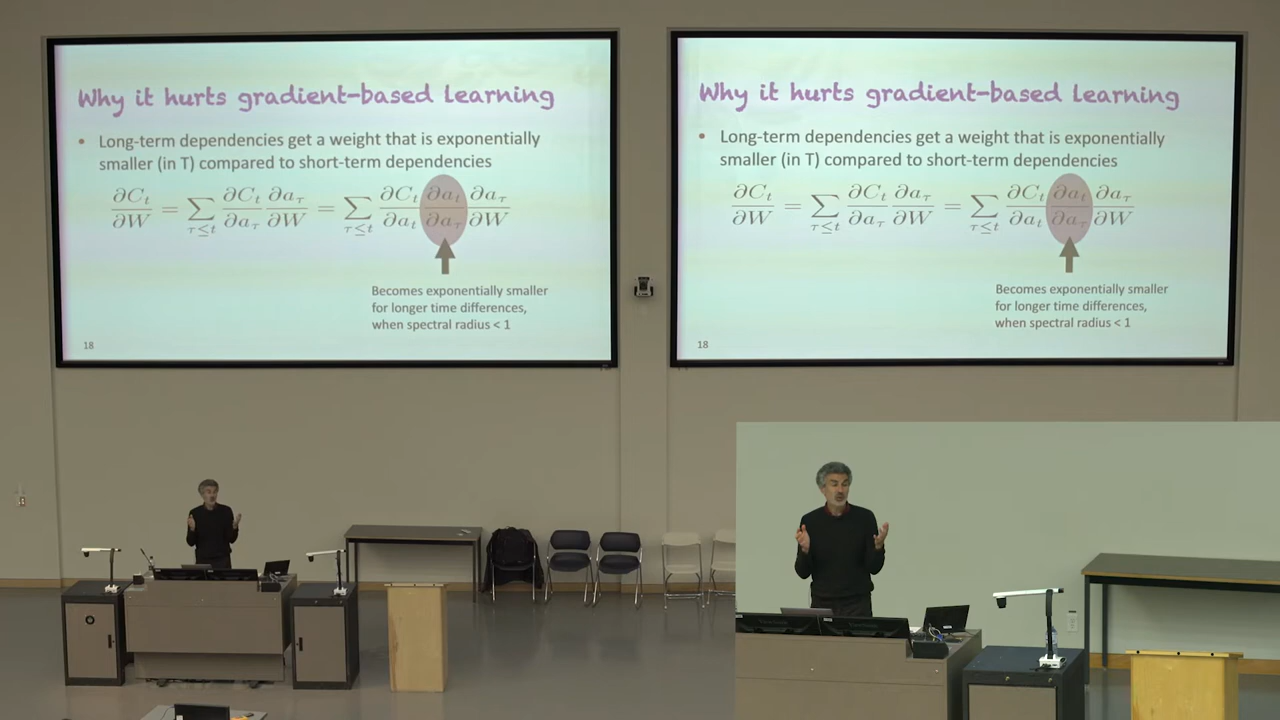 Why it hurts gradient-based learning
• Long-term dependencies get a weight that is exponentially
smaller (in T) compared to short-term dependencies
∂C_t/∂W = ∑_{τ≤t} ∂C_t/∂a_τ ∂a_τ/∂W = ∑_{τ≤t} ∂C_t/∂a_t ∂a_t/∂a_τ ∂a_τ/∂W
Becomes exponentially smaller
for longer time differences,
when spectral radius < 1
18
Why it hurts gradient-based learning
• Long-term dependencies get a weight that is exponentially
smaller (in T) compared to short-term dependencies
∂C_t/∂W = ∑_{τ≤t} ∂C_t/∂a_τ ∂a_τ/∂W = ∑_{τ≤t} ∂C_t/∂a_t ∂a_t/∂a_τ ∂a_τ/∂W
Becomes exponentially smaller
for longer time differences,
when spectral radius < 1
18